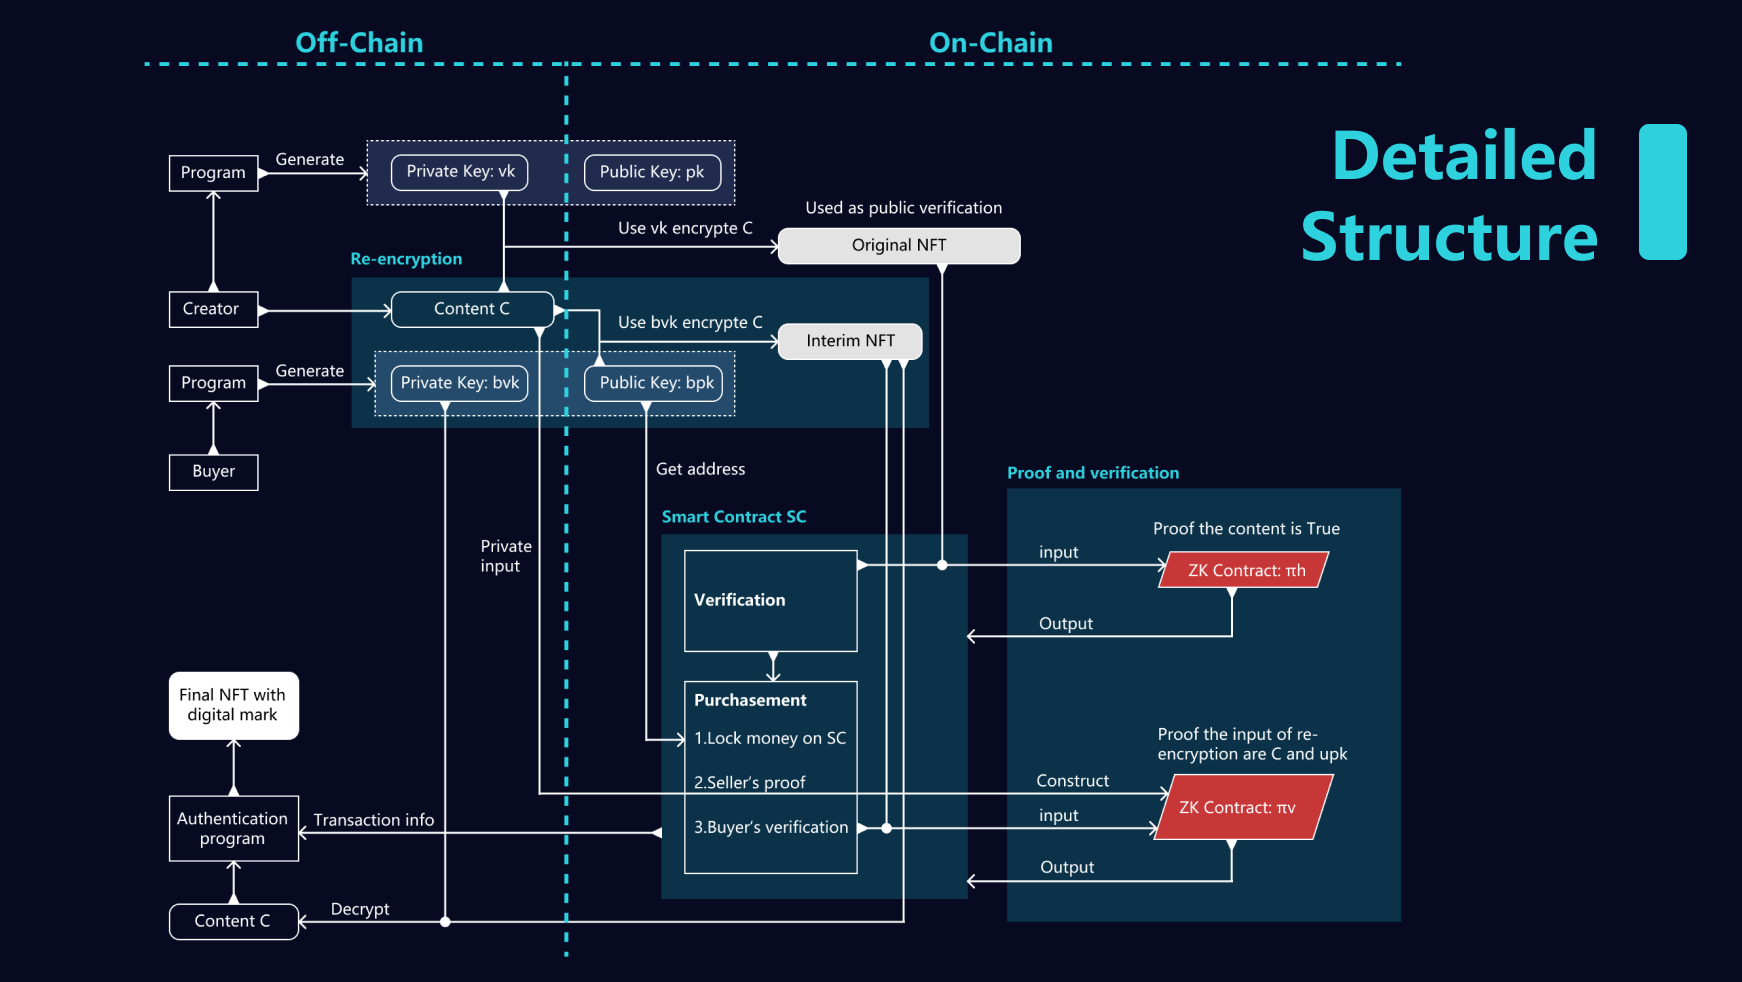 Off-Chain
On-Chain
Detailed
Structure
Program
Generate
Private Key: vk
Public Key: pk
Used as public verification
Use vk encrypte C
Original NFT
Re-encryption
Creator
Content C
Use bvk encrypte C
Interim NFT
Program
Generate
Private Key: bvk
Public Key: bpk
Buyer
Get address
Proof and verification
Smart Contract SC
Private
input
Verification
input
Proof the content is True
ZK Contract: πh
Output
Final NFT with
digital mark
Purchasement
1.Lock money on SC
2.Seller's proof
3.Buyer's verification
Proof the input of re-
encryption are C and upk
Construct
input
ZK Contract: πv
Output
Authentication
program
Transaction info
Content C
Decrypt